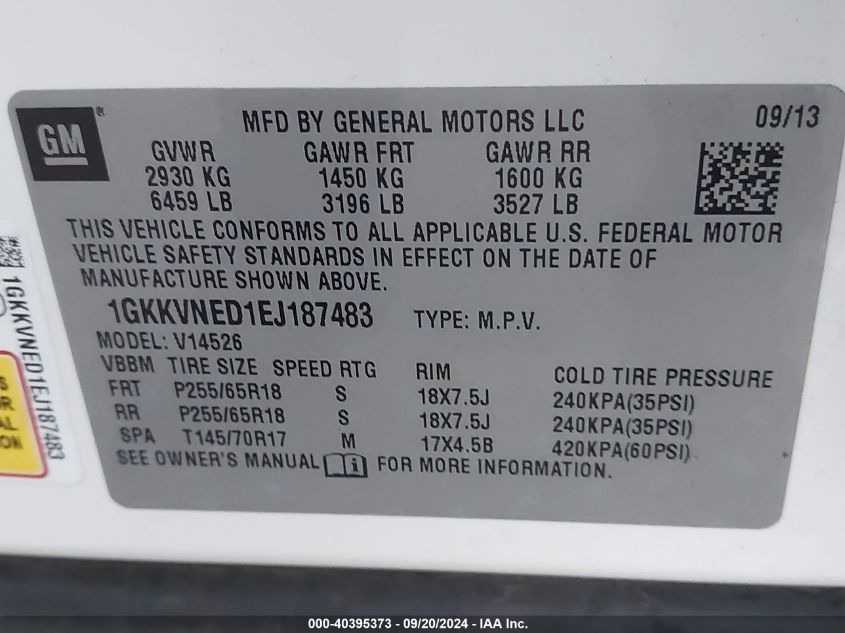 GM
®
MFD BY GENERAL MOTORS LLC
09/13
GVWR GAWR FRT GAWR RR
2930 KG 1450 KG 1600 KG
6459 LB 3196 LB 3527 LB
THIS VEHICLE CONFORMS TO ALL APPLICABLE U.S. FEDERAL MOTOR
VEHICLE SAFETY STANDARDS IN EFFECT ON THE DATE OF
MANUFACTURE SHOWN ABOVE.
1GKKVNED1EJ187483 TYPE: M.P.V.
MODEL: V14526
VBBM TIRE SIZE SPEED RTG RIM COLD TIRE PRESSURE
FRT P255/65R18 S 18X7.5J 240KPA(35PSI)
RR P255/65R18 S 18X7.5J 240KPA(35PSI)
SPA T145/70R17 M 17X4.5B 420KPA(60PSI)
SEE OWNER'S MANUAL i FOR MORE INFORMATION.
1GKKVNED1EJ187483
000-40395373 - 09/20/2024 - IAA Inc.